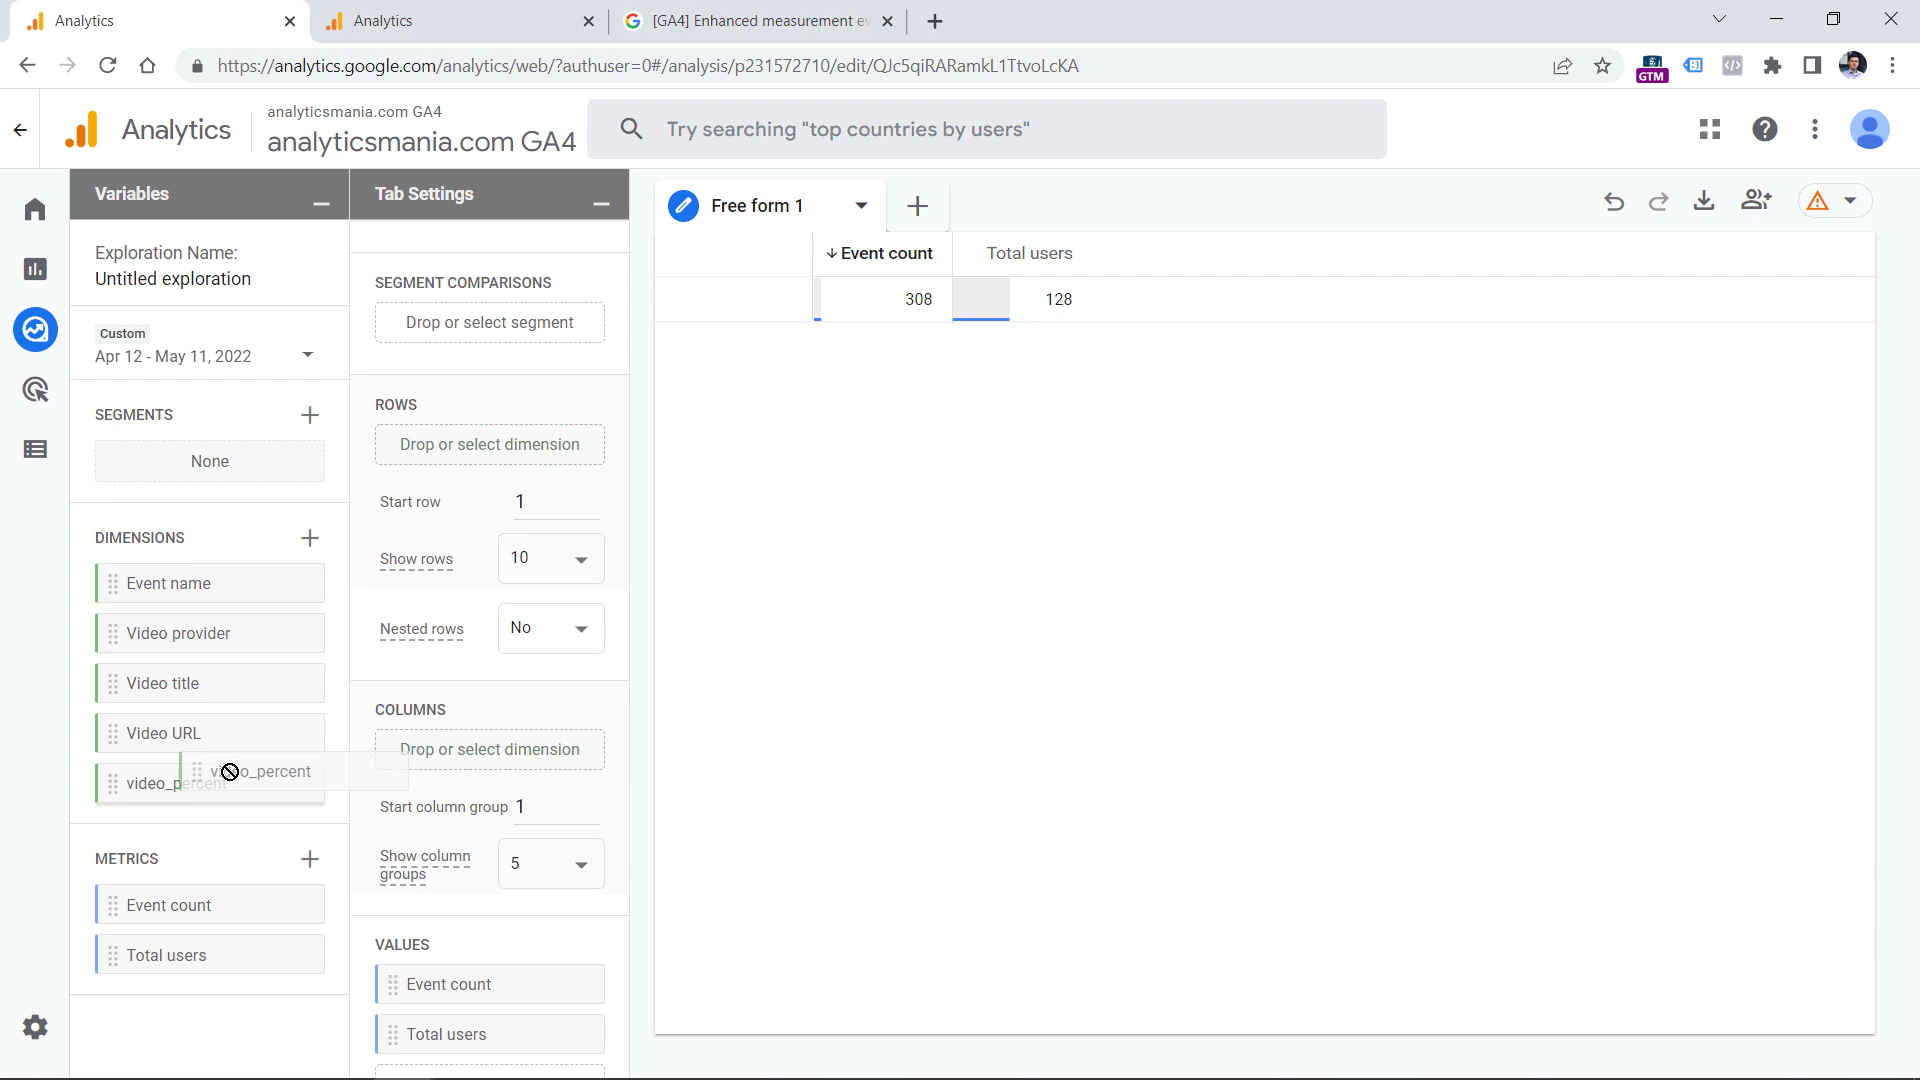 Analytics
Analytics
[GA4] Enhanced measurement ev
https://analytics.google.com/analytics/web/?authuser=0#/analysis/p231572710/edit/QJc5qiRARamkL1TtvoLcKA
GTM
Analytics
analyticsmania.com GA4
analyticsmania.com GA4
Try searching "top countries by users"
Variables
Exploration Name:
Untitled exploration
Custom
Apr 12 - May 11, 2022
SEGMENTS
None
DIMENSIONS
Event name
Video provider
Video title
Video URL
video_percent
video_percent
METRICS
Event count
Total users
Tab Settings
SEGMENT COMPARISONS
Drop or select segment
ROWS
Drop or select dimension
Start row 1
Show rows 10
Nested rows No
COLUMNS
Drop or select dimension
Start column group 1
Show column
groups
5
VALUES
Event count
Total users
Free form 1
Event count Total users
308 128